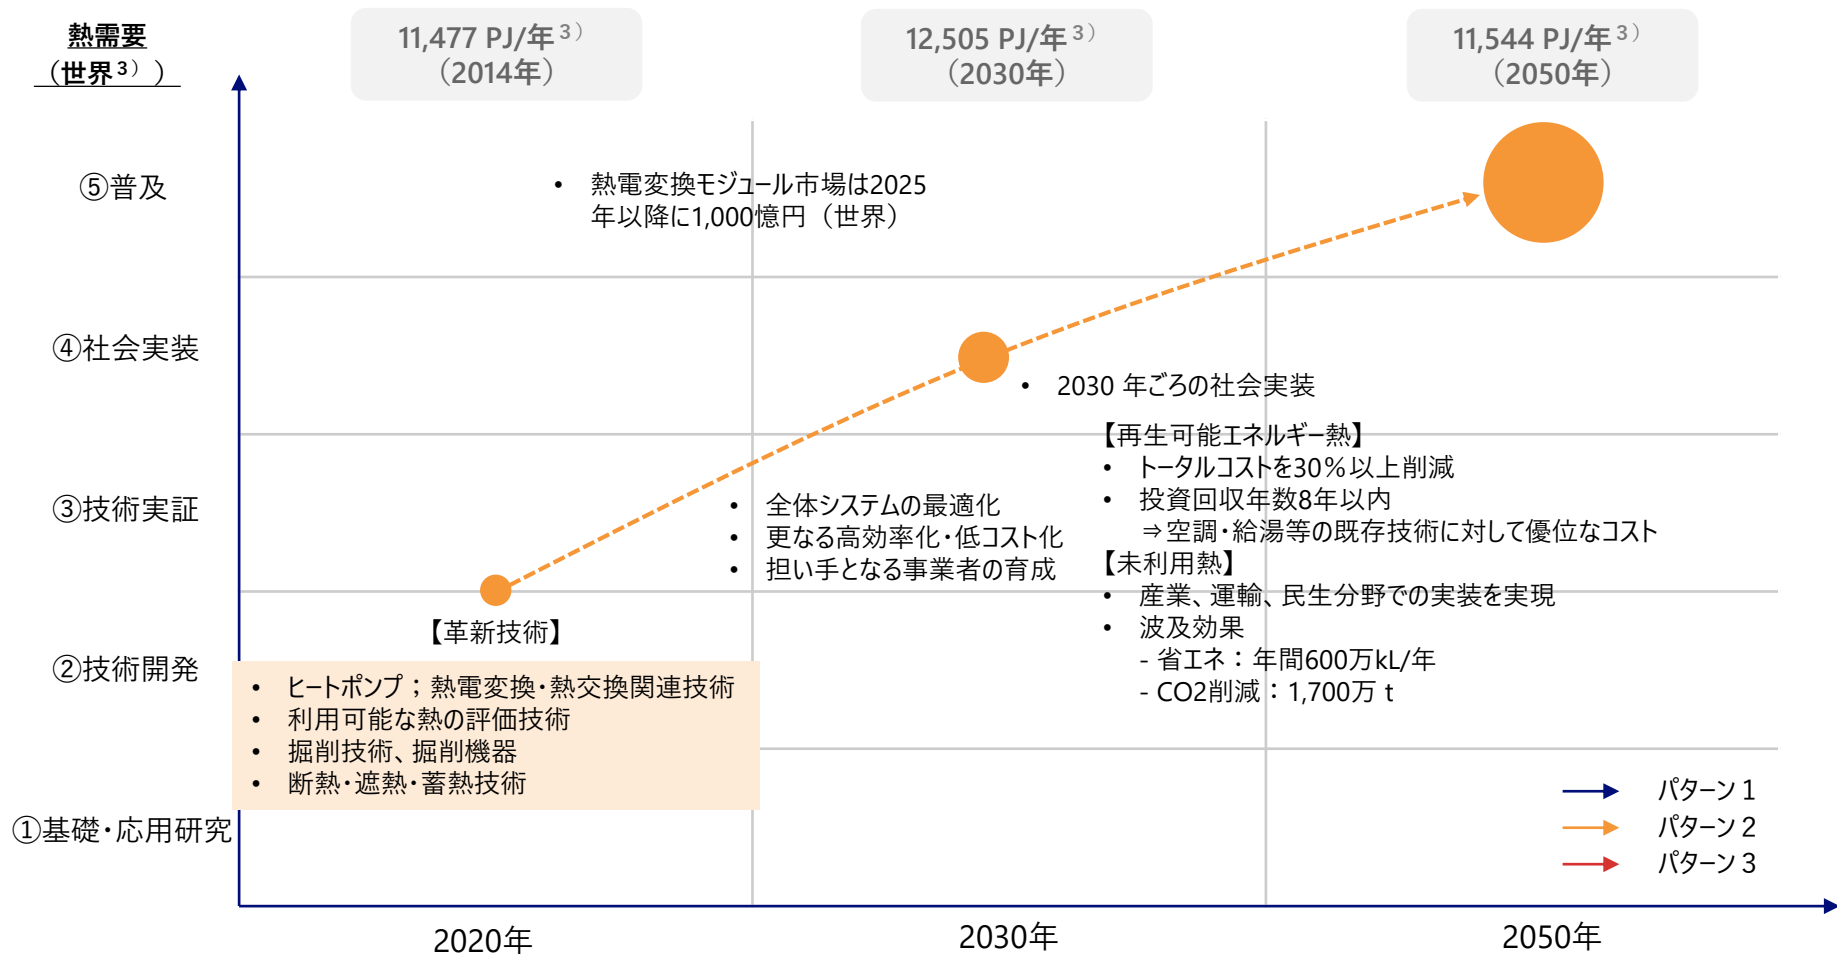 熱需要
（世界３））
11,477 PJ/年３）
（2014年）
12,505 PJ/年３）
（2030年）
11,544 PJ/年３）
（2050年）
⑤普及
• 熱電変換モジュール市場は2025
年以降に1,000憶円（世界）
④社会実装
• 2030 年ごろの社会実装
【再生可能エネルギー熱】
• トータルコストを30％以上削減
• 投資回収年数8年以内
⇒空調・給湯等の既存技術に対して優位なコスト
【未利用熱】
• 産業、運輸、民生分野での実装を実現
• 波及効果
- 省エネ：年間600万kL/年
- CO2削減：1,700万 t
③技術実証
• 全体システムの最適化
• 更なる高効率化・低コスト化
• 担い手となる事業者の育成
【革新技術】
②技術開発
• ヒートポンプ；熱電変換・熱交換関連技術
• 利用可能な熱の評価技術
• 掘削技術、掘削機器
• 断熱・遮熱・蓄熱技術
①基礎・応用研究
パターン１
パターン２
パターン３
2020年
2030年
2050年